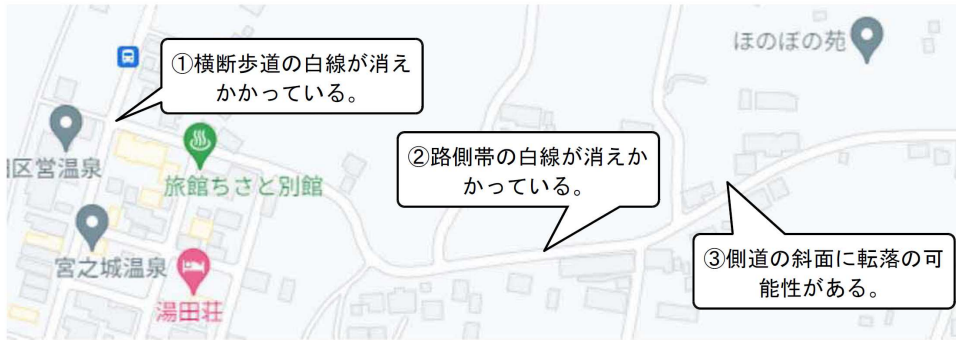 ①横断歩道の白線が消え
かかっている。
ほのぼの苑
区営温泉
旅館ちさと別館
②路側帯の白線が消えか
かっている。
宮之城温泉
湯田荘
③側道の斜面に転落の可
能性がある。